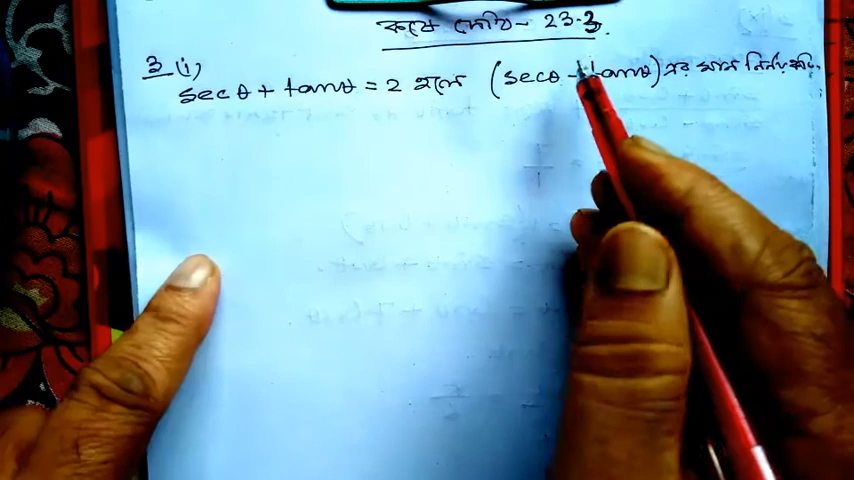 কষে দেখি- 23.3
3 (i)
secθ + tanθ = 2 হলে (secθ - tanθ) এর মান নির্ণয় করি.